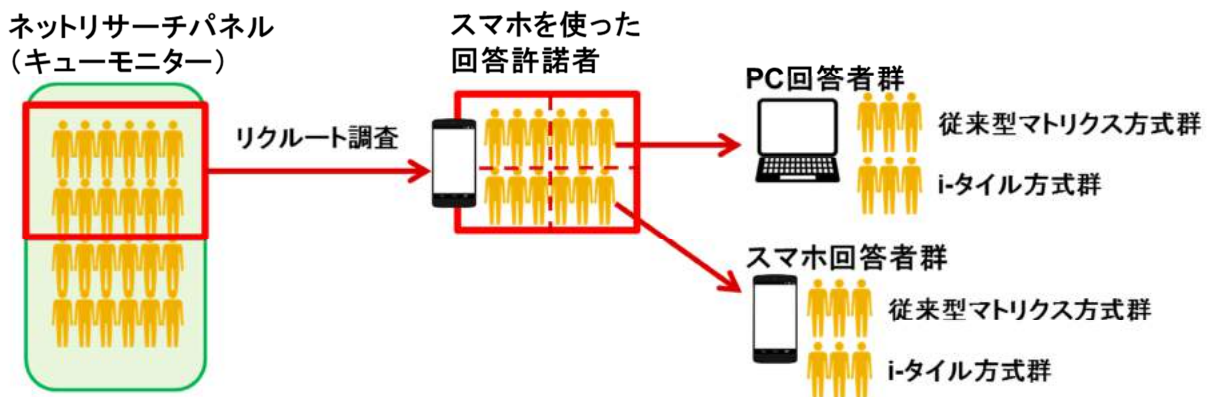 ネットリサーチパネル
（キューモニター）
リクルート調査
スマホを使った
回答許諾者
PC回答者群
従来型マトリクス方式群
i-タイル方式群
スマホ回答者群
従来型マトリクス方式群
i-タイル方式群